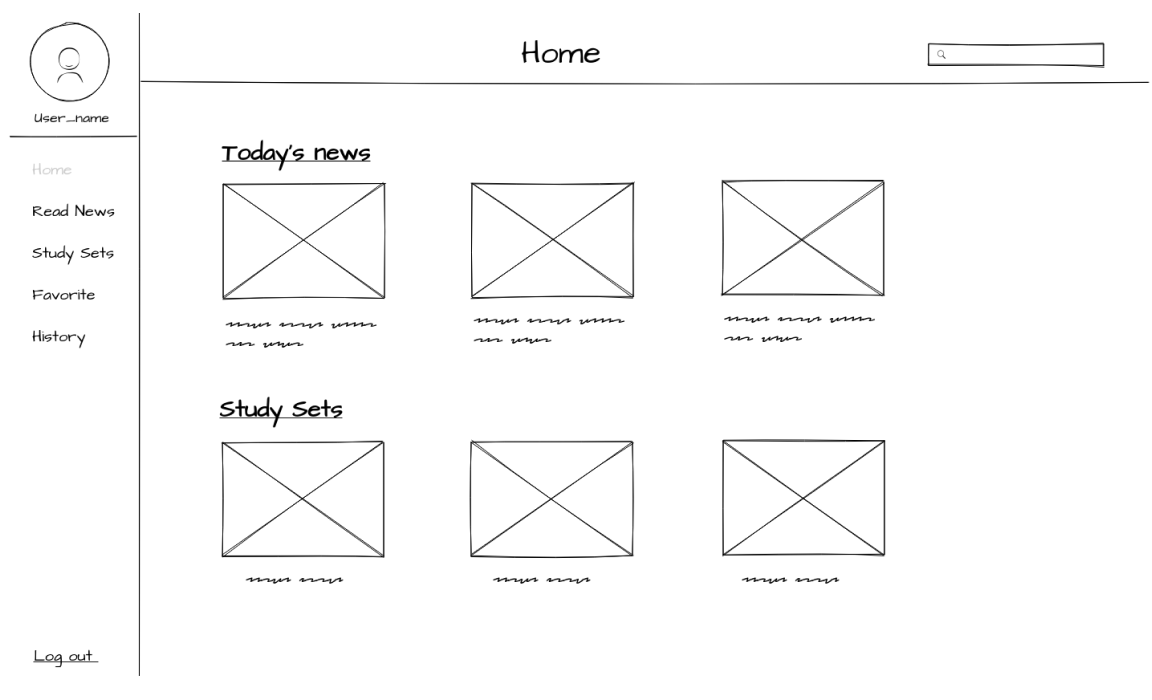 User_name
Home
Read News
Study Sets
Favorite
History
Log out
Home
Today's news
Study Sets